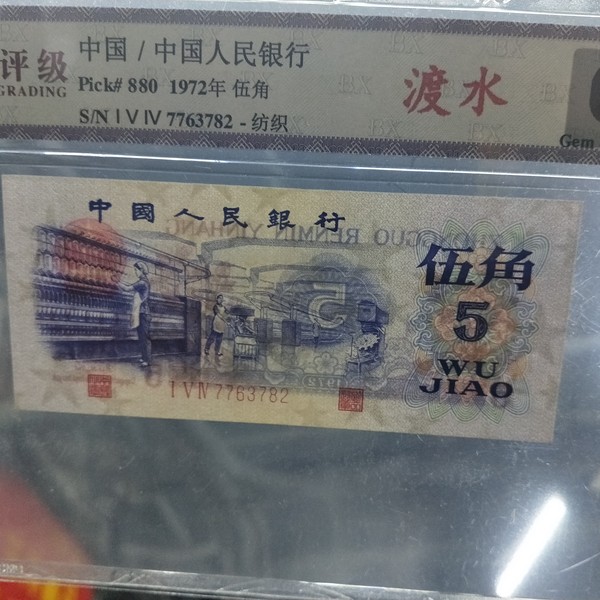 评级
GRADING
中国 / 中国人民银行
Pick# 880 1972年 伍角
S/N I V IV 7763782 - 纺织
渡水
Gem
中國人民銀行
伍角
5
WU
JIAO
I V IV 7763782